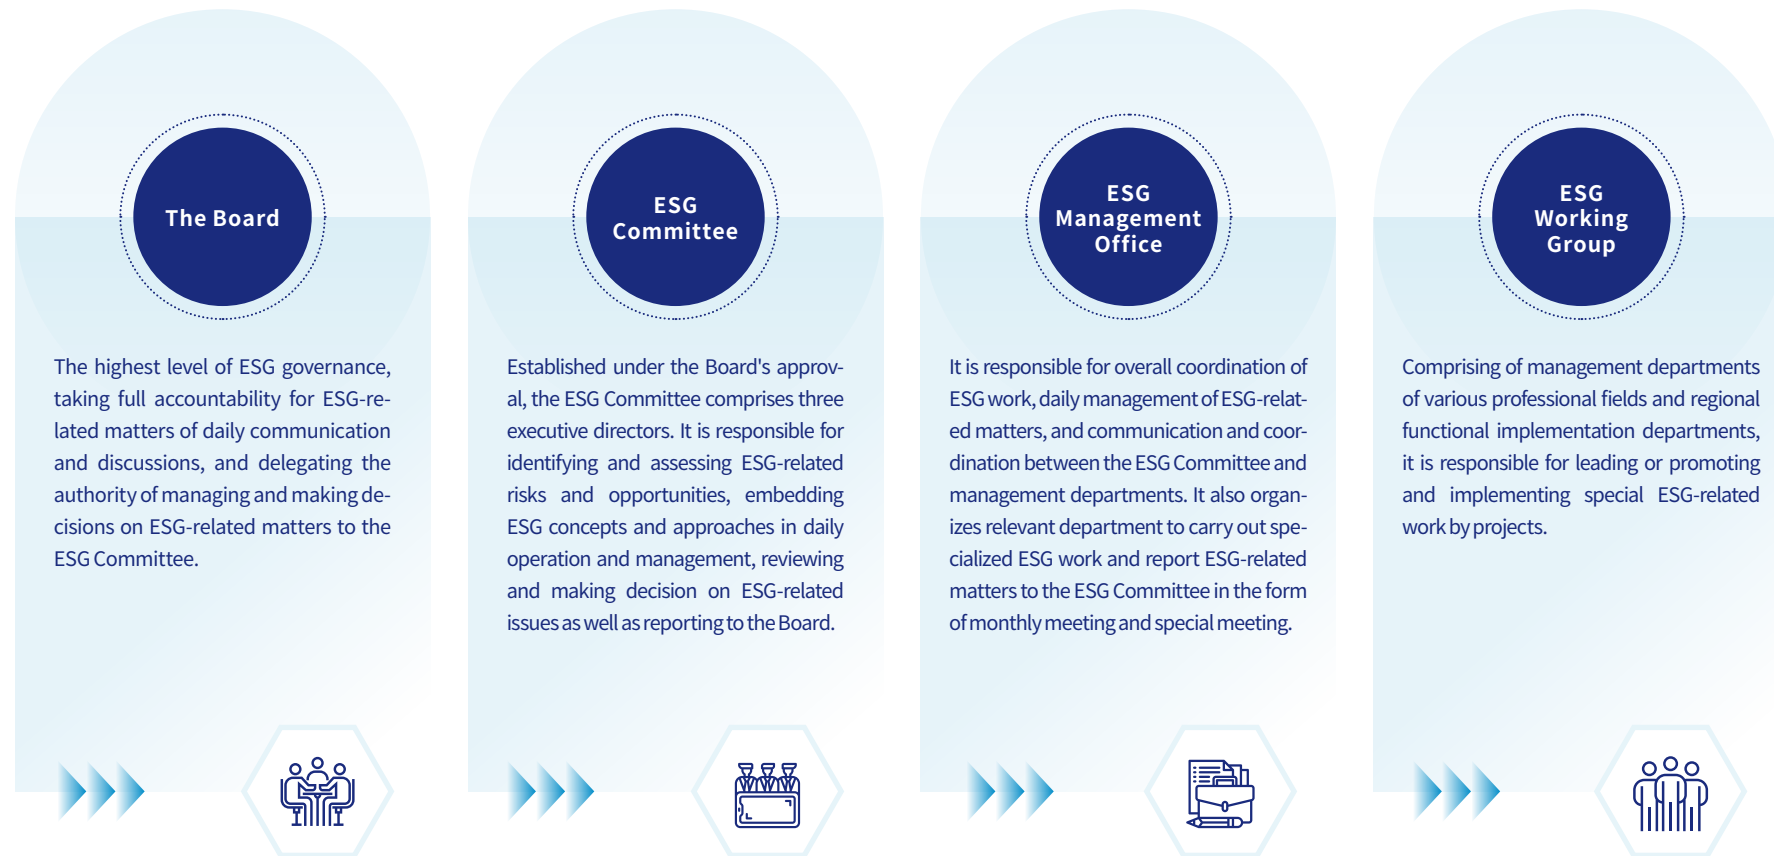 The Board
The highest level of ESG governance,
taking full accountability for ESG-re-
lated matters of daily communication
and discussions, and delegating the
authority of managing and making de-
cisions on ESG-related matters to the
ESG Committee.
ESG
Committee
Established under the Board's approv-
al, the ESG Committee comprises three
executive directors. It is responsible for
identifying and assessing ESG-related
risks and opportunities, embedding
ESG concepts and approaches in daily
operation and management, reviewing
and making decision on ESG-related
issues as well as reporting to the Board.
ESG
Management
Office
It is responsible for overall coordination of
ESG work, daily management of ESG-relat-
ed matters, and communication and coor-
dination between the ESG Committee and
management departments. It also organ-
izes relevant department to carry out spe-
cialized ESG work and report ESG-related
matters to the ESG Committee in the form
of monthly meeting and special meeting.
ESG
Working
Group
Comprising of management departments
of various professional fields and regional
functional implementation departments,
it is responsible for leading or promoting
and implementing special ESG-related
work by projects.